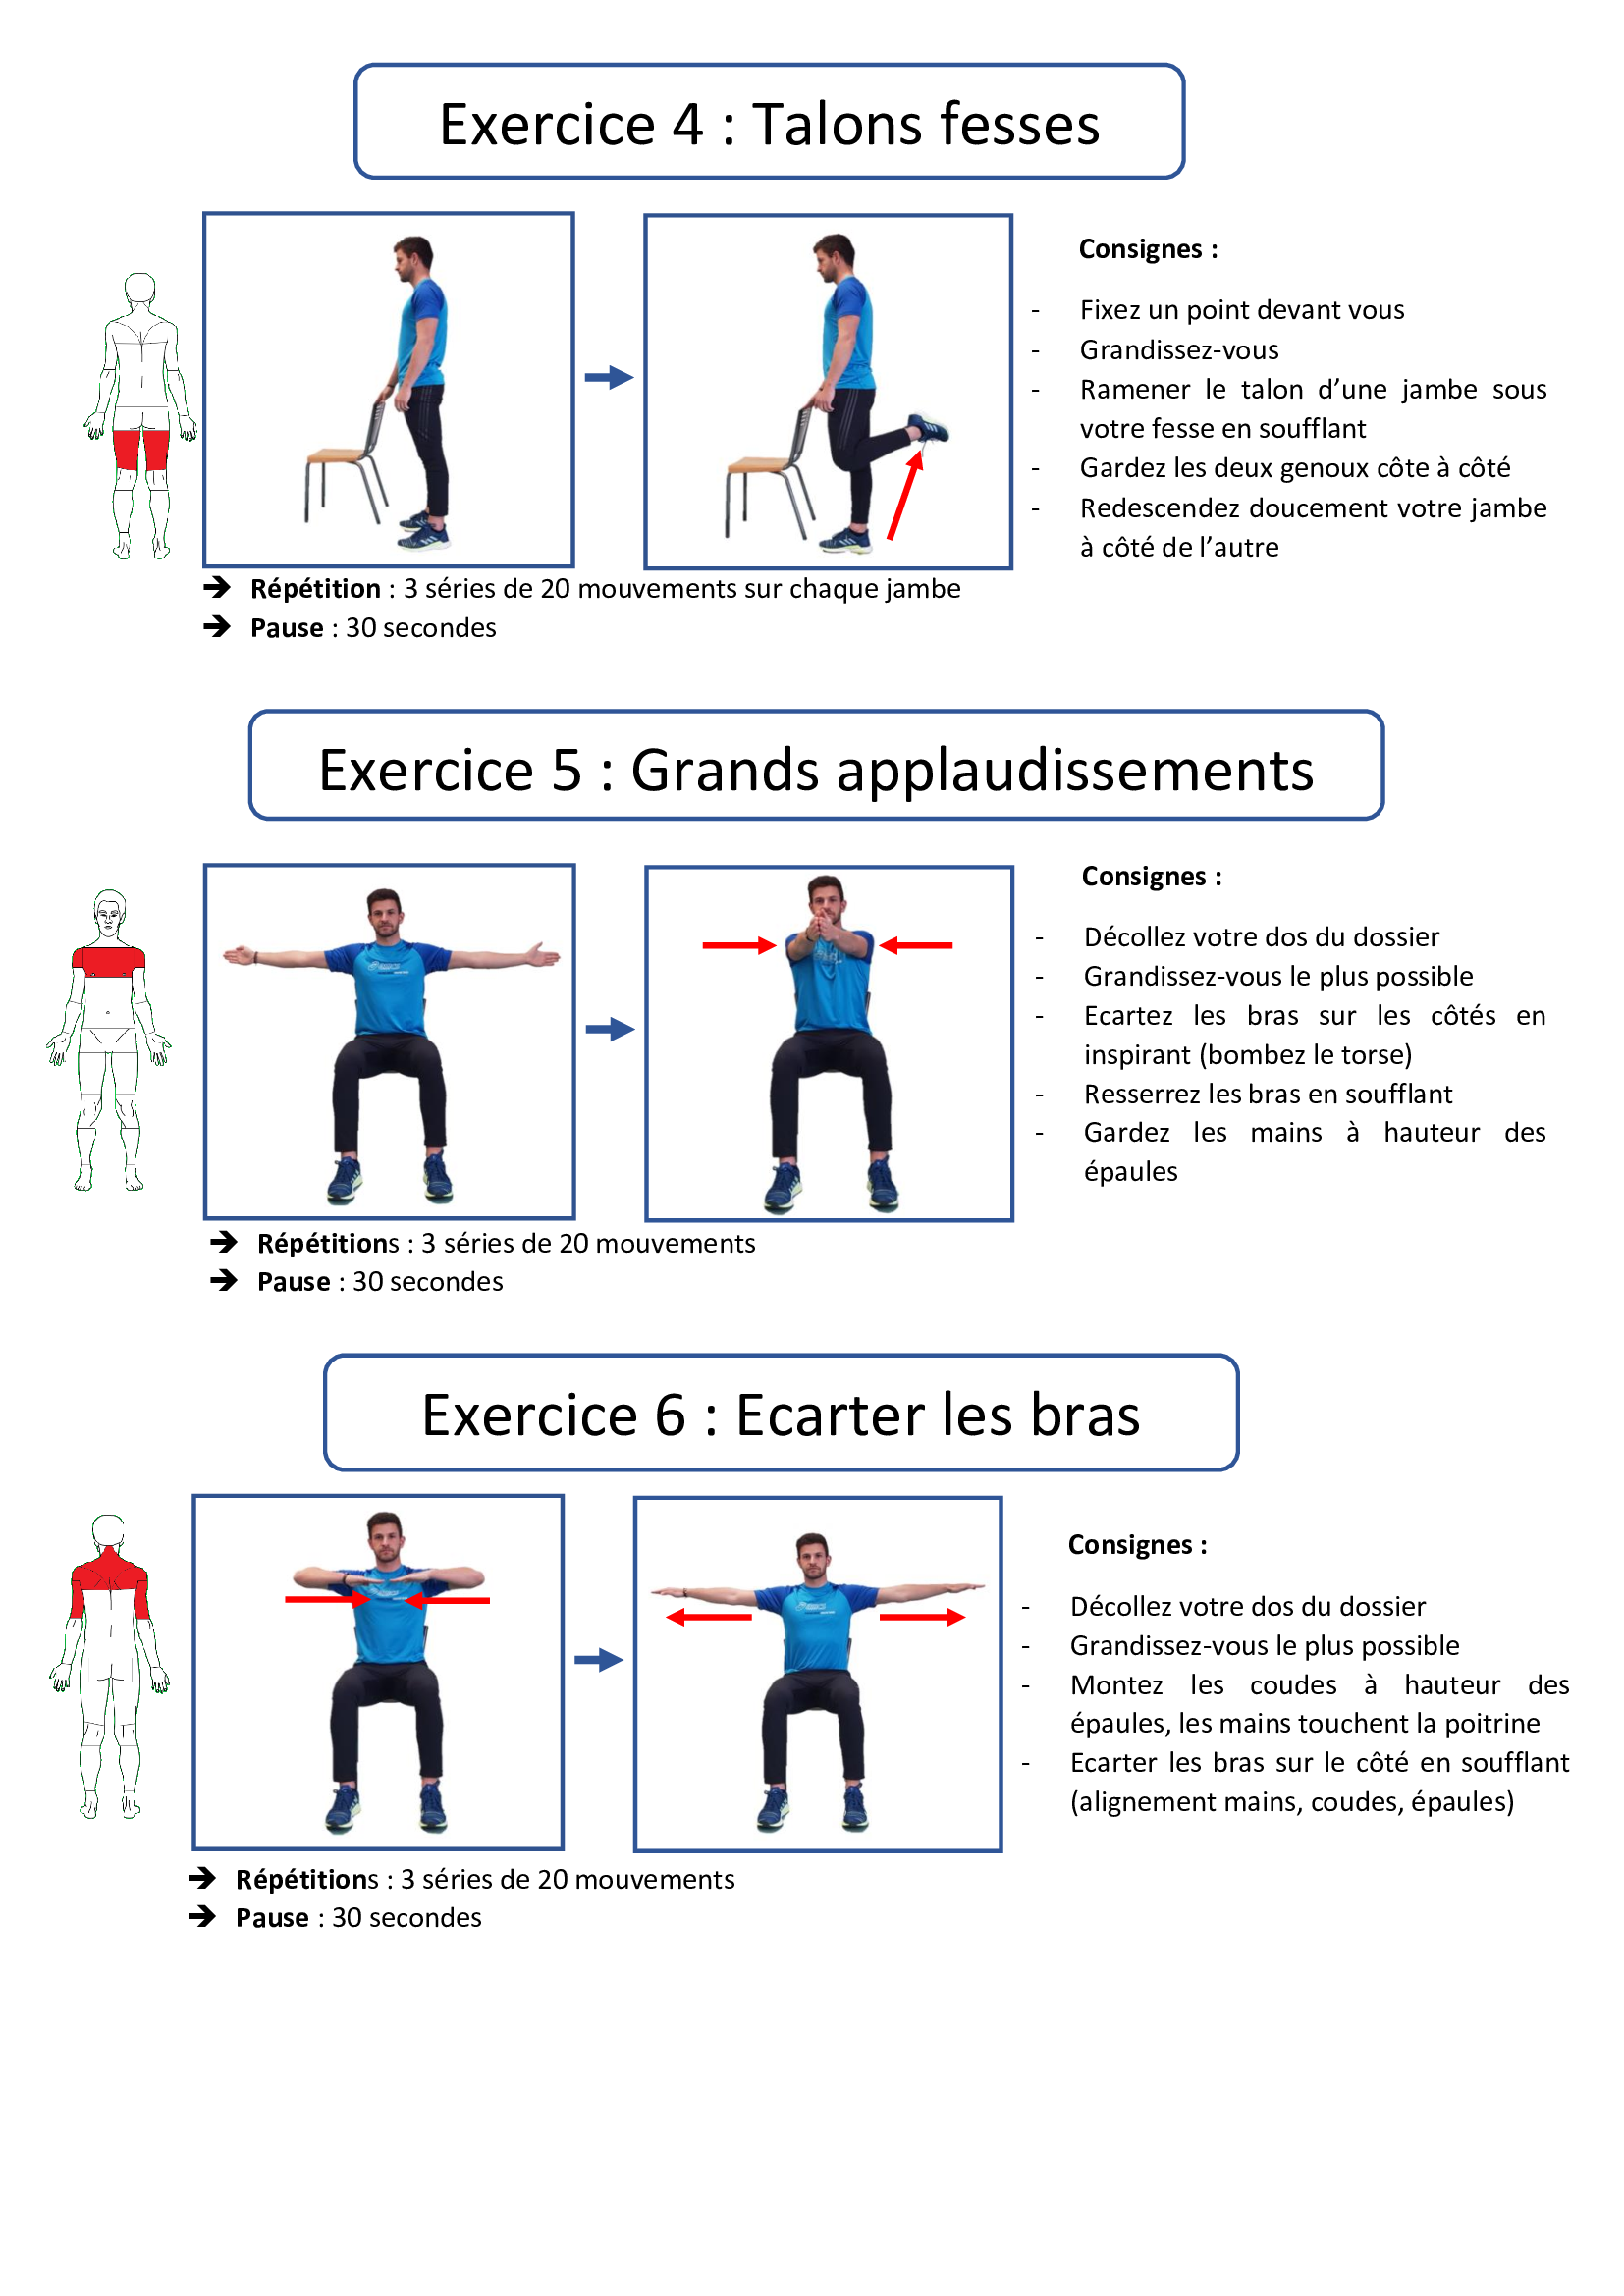 Exercice 4 : Talons fesses
Consignes :
- Fixez un point devant vous
- Grandissez-vous
- Ramener le talon d’une jambe sous
votre fesse en soufflant
- Gardez les deux genoux côte à côté
- Redescendez doucement votre jambe
à côté de l’autre
➔ Répétition : 3 séries de 20 mouvements sur chaque jambe
➔ Pause : 30 secondes
Exercice 5 : Grands applaudissements
Consignes :
- Décollez votre dos du dossier
- Grandissez-vous le plus possible
- Ecartez les bras sur les côtés en
inspirant (bombez le torse)
- Resserrez les bras en soufflant
- Gardez les mains à hauteur des
épaules
➔ Répétitions : 3 séries de 20 mouvements
➔ Pause : 30 secondes
Exercice 6 : Ecarter les bras
Consignes :
- Décollez votre dos du dossier
- Grandissez-vous le plus possible
- Montez les coudes à hauteur des
épaules, les mains touchent la poitrine
- Ecarter les bras sur le côté en soufflant
(alignement mains, coudes, épaules)
➔ Répétitions : 3 séries de 20 mouvements
➔ Pause : 30 secondes